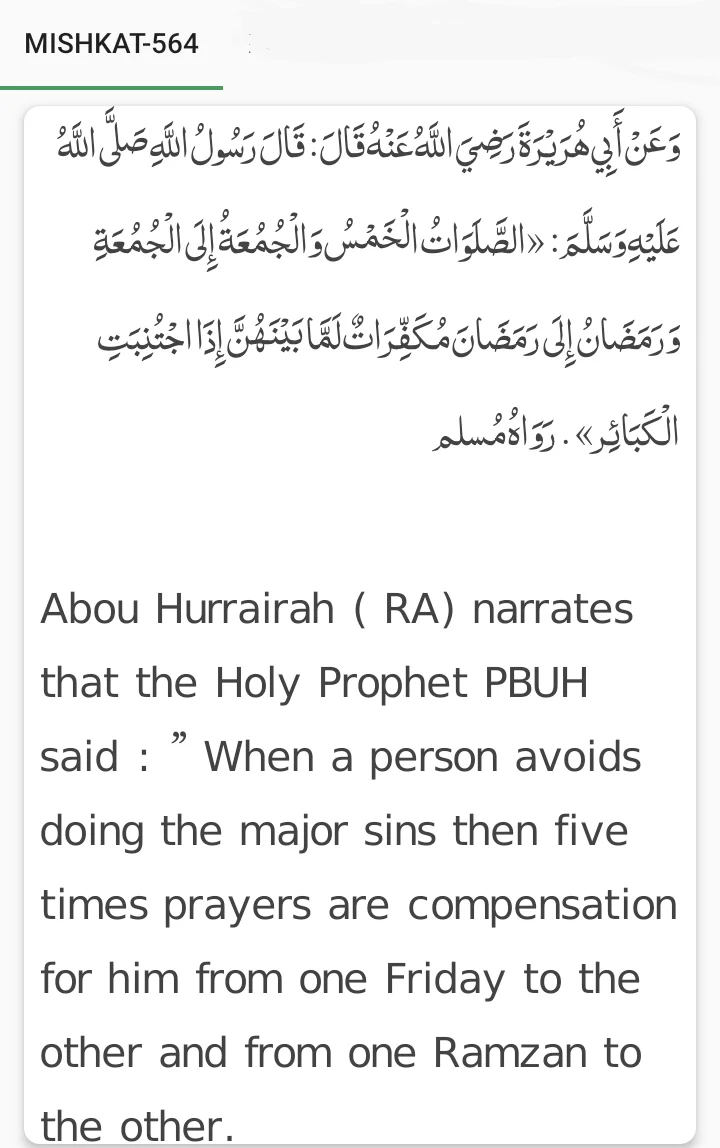 MISHKAT-564
وَعَنْ أَبِي هُرَيْرَةَ رَضِيَ اللَّهُ عَنْهُ قَالَ: قَالَ رَسُولُ اللَّهِ صَلَّى اللَّهُ
عَلَيْهِ وَسَلَّمَ: «الصَّلَوَاتُ الْخَمْسُ وَالْجُمُعَةُ إِلَى الْجُمُعَةِ
وَرَمَضَانُ إِلَى رَمَضَانَ مُكَفِّرَاتٌ لَمَّا بَيْنَهُنَّ إِذَا اجْتُنِبَتِ
الْكَبَائِر» . رَوَاهُ مُسلم
Abou Hurrairah ( RA) narrates
that the Holy Prophet PBUH
said : ” When a person avoids
doing the major sins then five
times prayers are compensation
for him from one Friday to the
other and from one Ramzan to
the other.